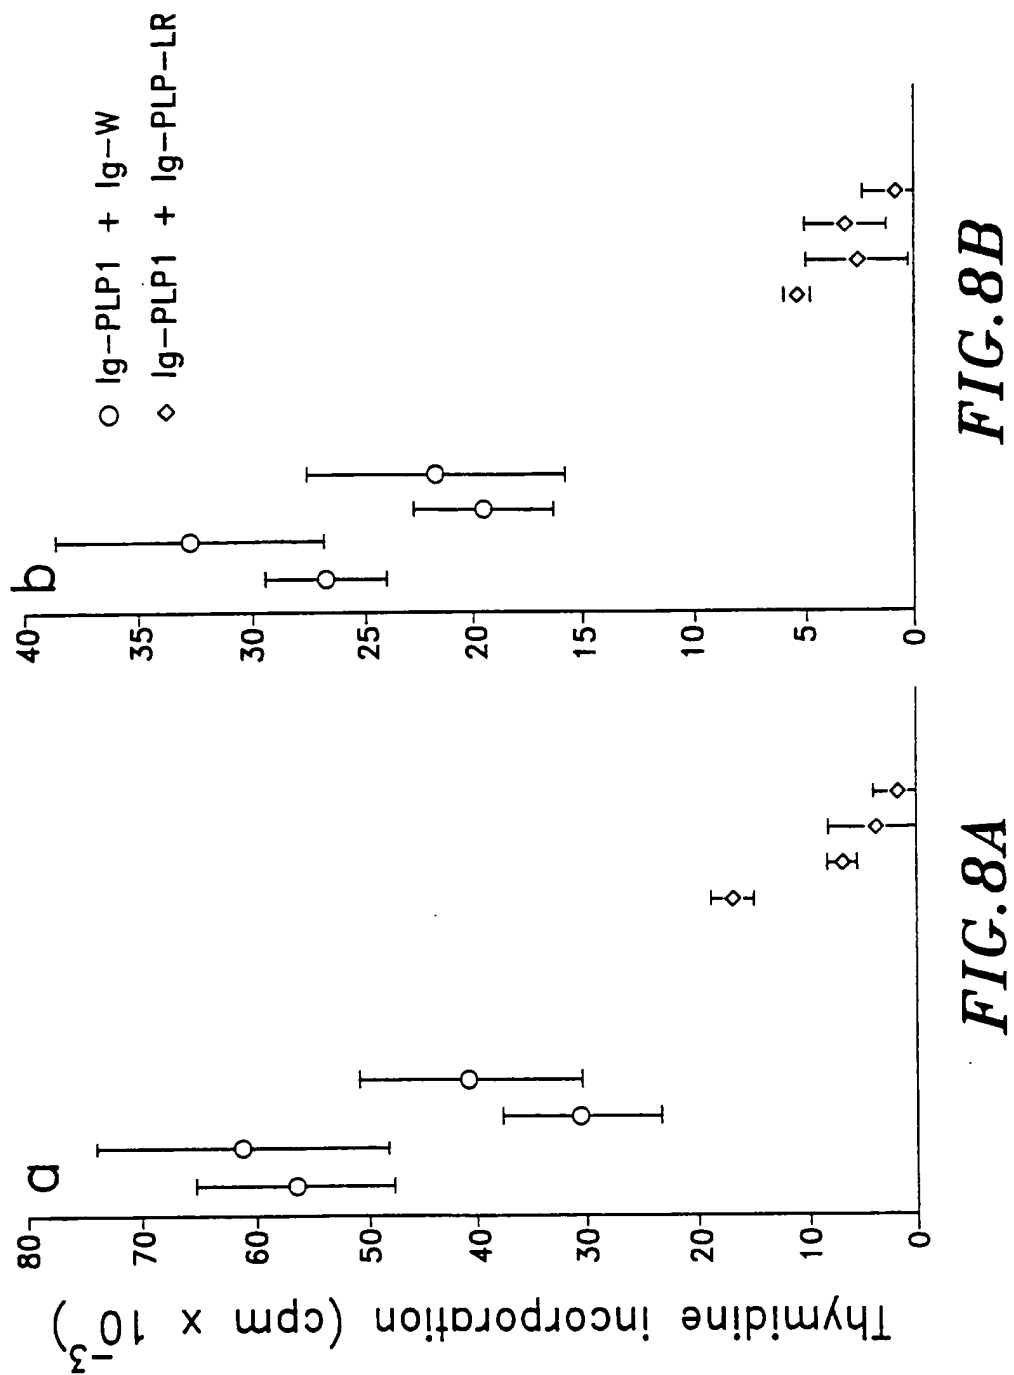 Thymidine incorporation (cpm x 10⁻³)
a
80
70
60
50
40
30
20
10
0
FIG.8A
b
○ Ig-PLP1 + Ig-W
◇ Ig-PLP1 + Ig-PLP-LR
40
35
30
25
20
15
10
5
0
FIG.8B